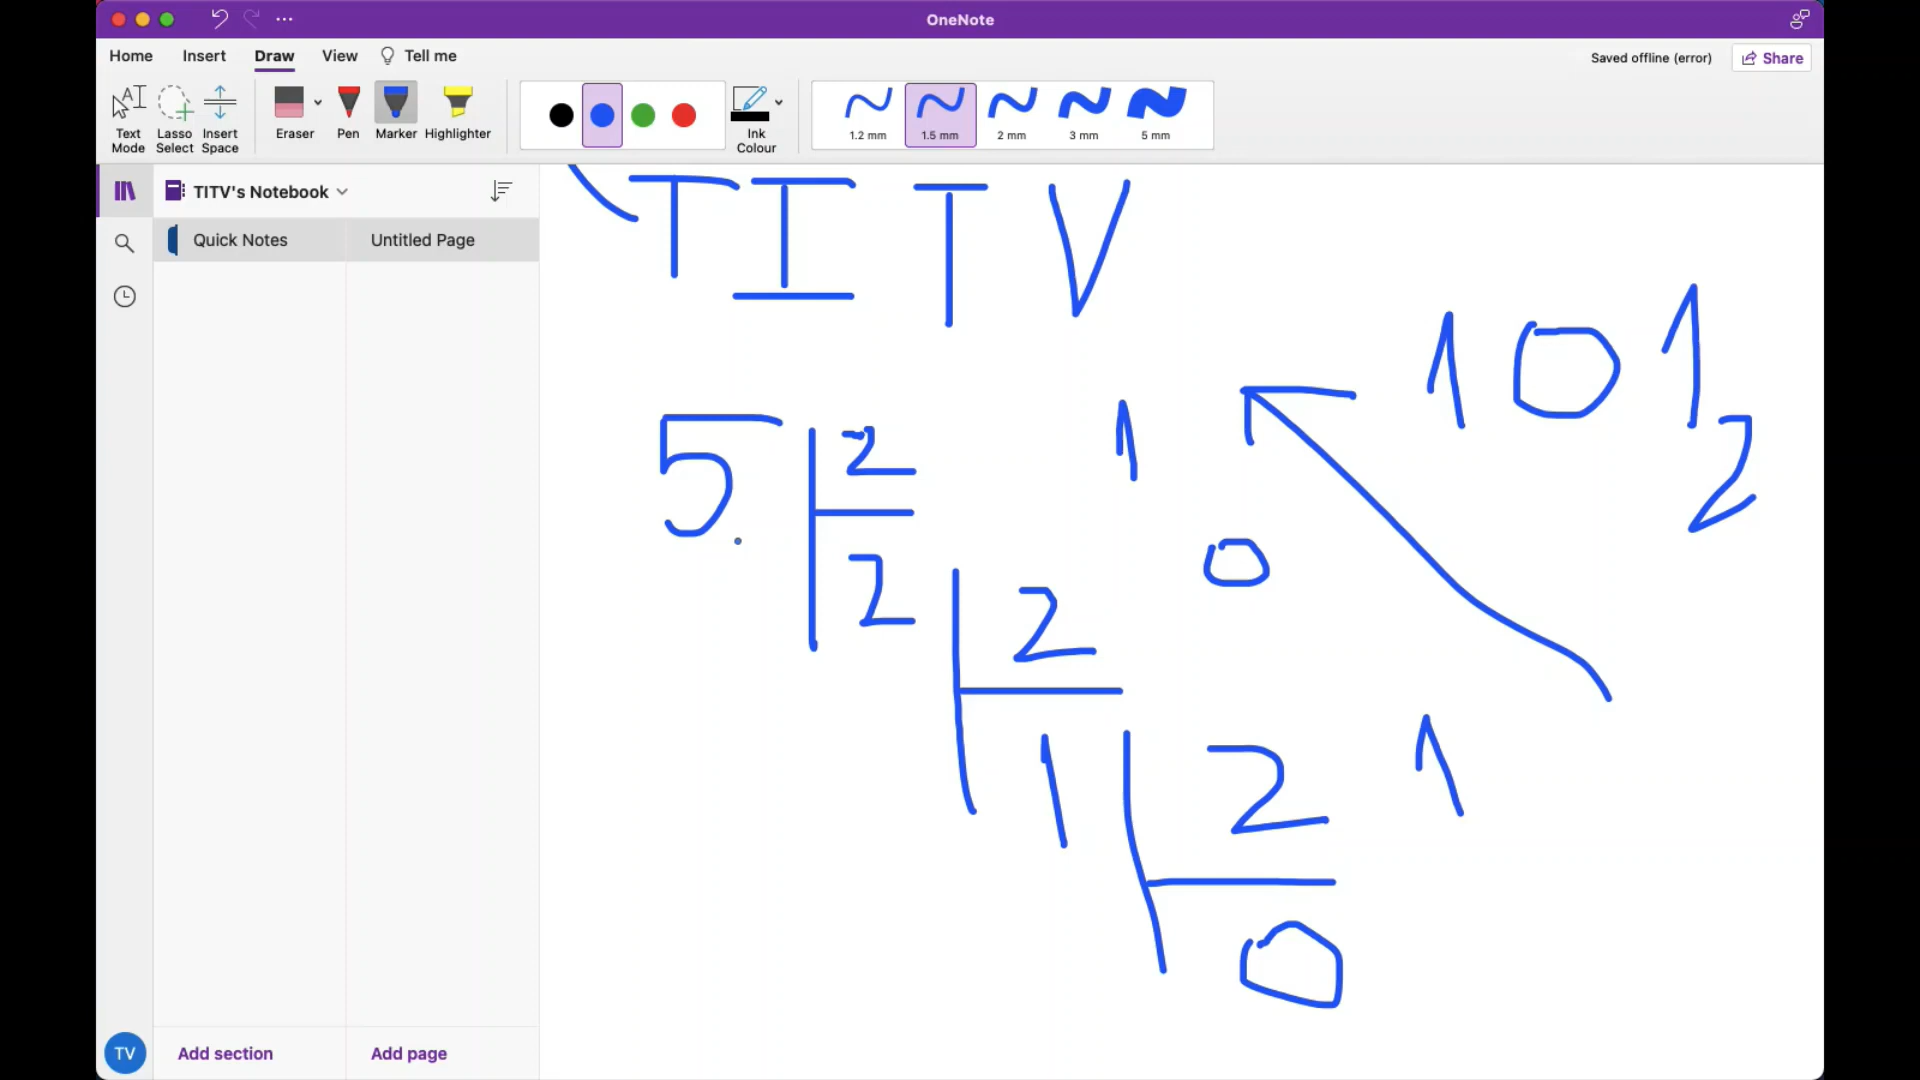 OneNote
Home Insert Draw View Tell me
Saved offline (error) Share
Text Mode
Lasso Select
Insert Space
Eraser
Pen
Marker
Highlighter
Ink Colour
1.2 mm
1.5 mm
2 mm
3 mm
5 mm
TITV's Notebook
Quick Notes
Untitled Page
TITV
101
2
5 2 1
2 2 0
1 2 1
0
TV
Add section
Add page